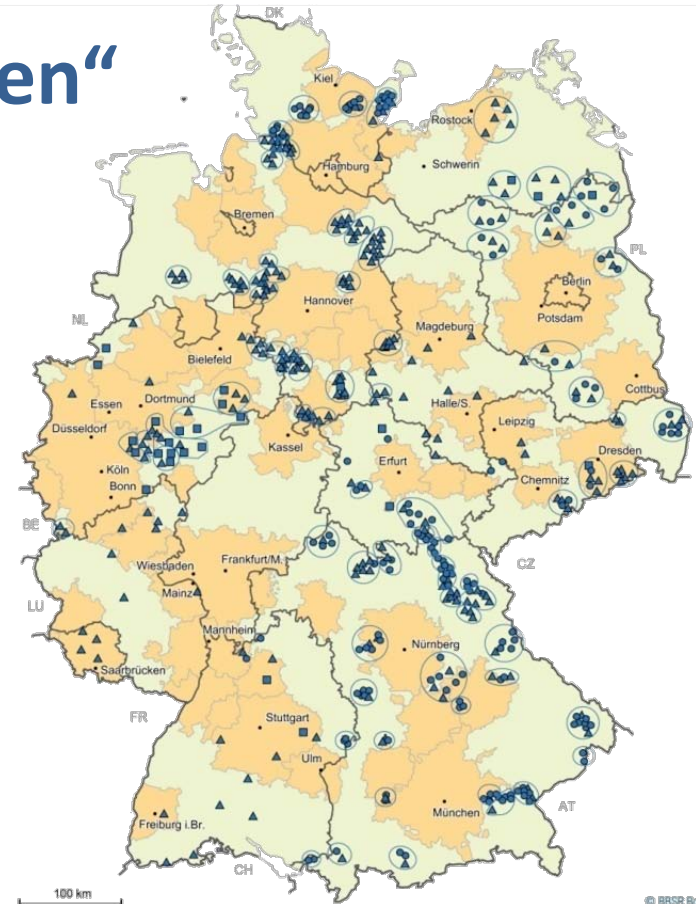 DK
en“
Kiel
Rostock
Hamburg
Schwerin
Bremen
PL
Berlin
Hannover
Potsdam
NL
Magdeburg
Bielefeld
Cottbus
Essen
Dortmund
Halle/S.
Leipzig
Düsseldorf
Kassel
Dresden
Köln
Erfurt
Chemnitz
Bonn
BE
CZ
Wiesbaden
Frankfurt/M.
Mainz
LU
Mannheim
Nürnberg
Saarbrücken
FR
Stuttgart
Ulm
AT
München
Freiburg i.Br.
CH
100 km
© BBSR